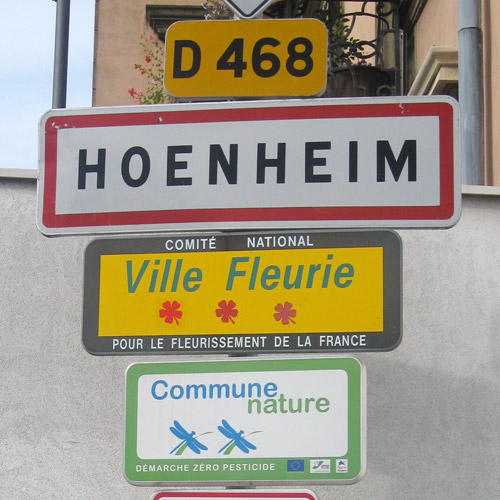 D 468
HOENHEIM
COMITÉ NATIONAL
Ville Fleurie
POUR LE FLEURISSEMENT DE LA FRANCE
Commune
nature
DÉMARCHE ZÉRO PESTICIDE